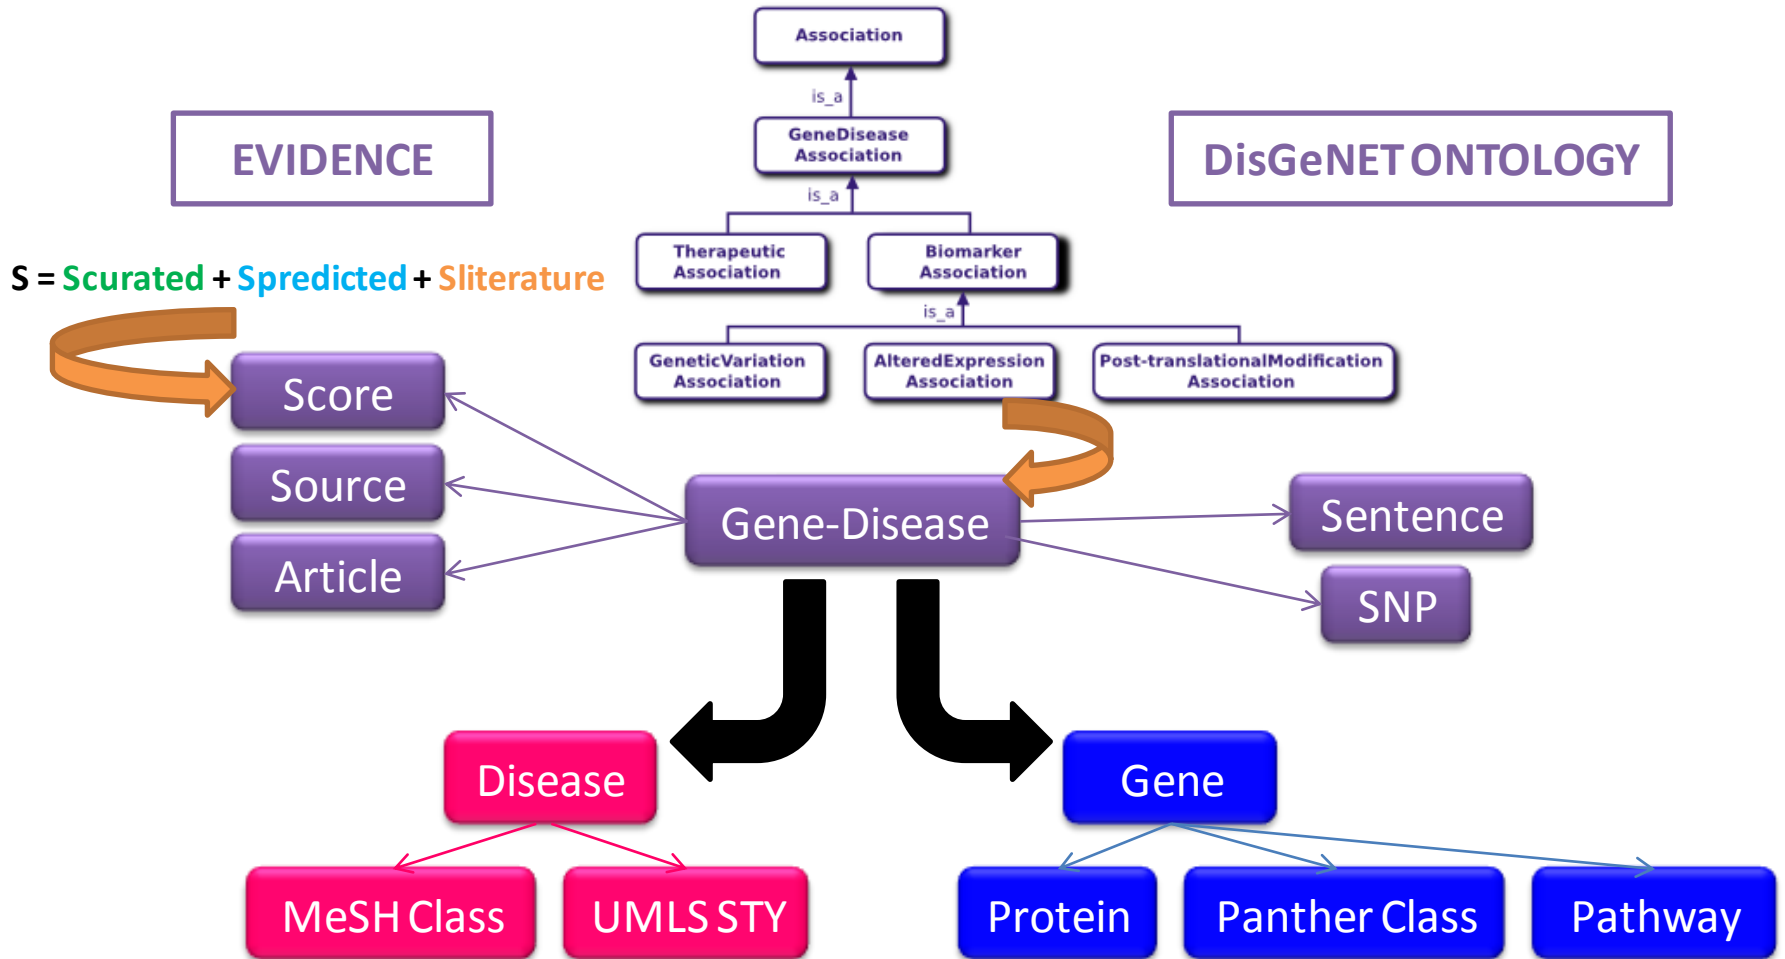 Association
is_a
EVIDENCE
GeneDisease
Association
DisGeNET ONTOLOGY
is_a
Therapeutic
Association
Biomarker
Association
S = Scurated + Spredicted + Sliterature
is_a
GeneticVariation
Association
AlteredExpression
Association
Post-translationalModification
Association
Score
Source
Article
Gene-Disease
Sentence
SNP
Disease
Gene
MeSH Class
UMLS STY
Protein
Panther Class
Pathway